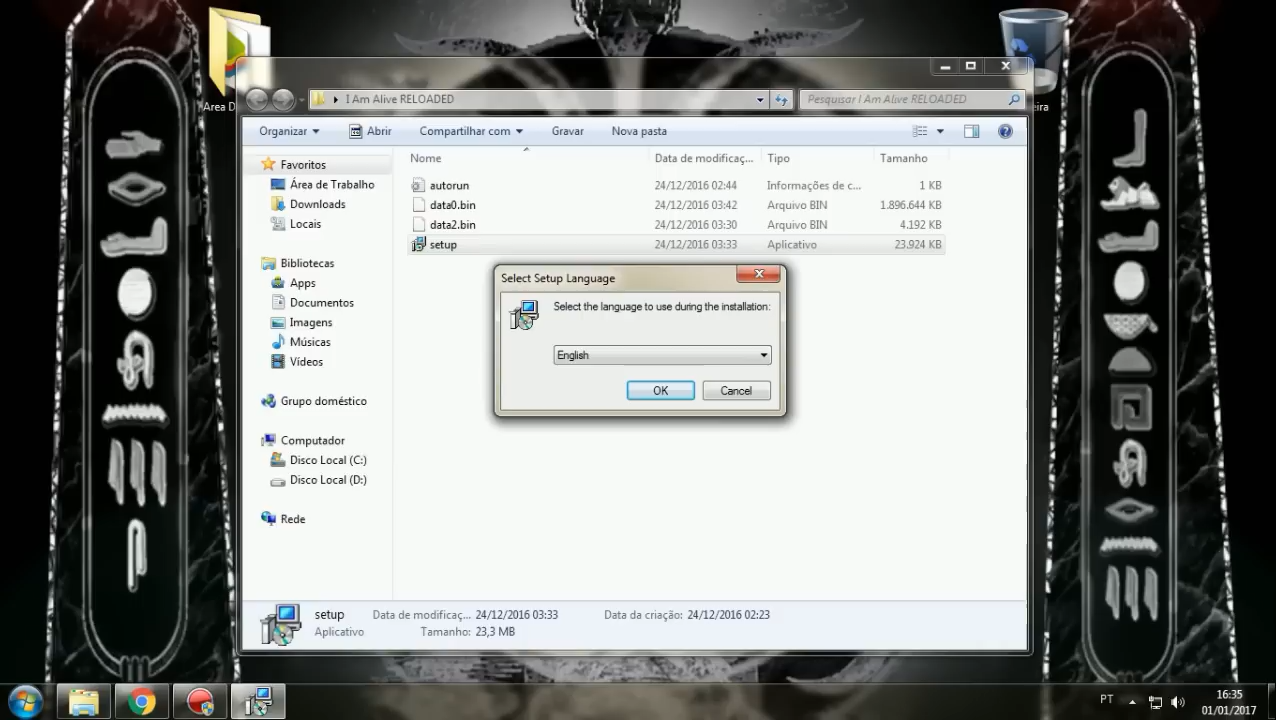 Área D
eira
I Am Alive RELOADED
Pesquisar I Am Alive RELOADED
Organizar
Abrir
Compartilhar com
Gravar
Nova pasta
Nome
Data de modificaç...
Tipo
Tamanho
autorun
24/12/2016 02:44
Informações de c...
1 KB
data0.bin
24/12/2016 03:42
Arquivo BIN
1.896.644 KB
data2.bin
24/12/2016 03:30
Arquivo BIN
4.192 KB
setup
24/12/2016 03:33
Aplicativo
23.924 KB
Favoritos
Área de Trabalho
Downloads
Locais
Bibliotecas
Apps
Documentos
Imagens
Músicas
Vídeos
Grupo doméstico
Computador
Disco Local (C:)
Disco Local (D:)
Rede
Select Setup Language
Select the language to use during the installation:
English
OK
Cancel
setup
Data de modificaç... 24/12/2016 03:33
Data da criação: 24/12/2016 02:23
Aplicativo
Tamanho: 23,3 MB
PT
16:35
01/01/2017